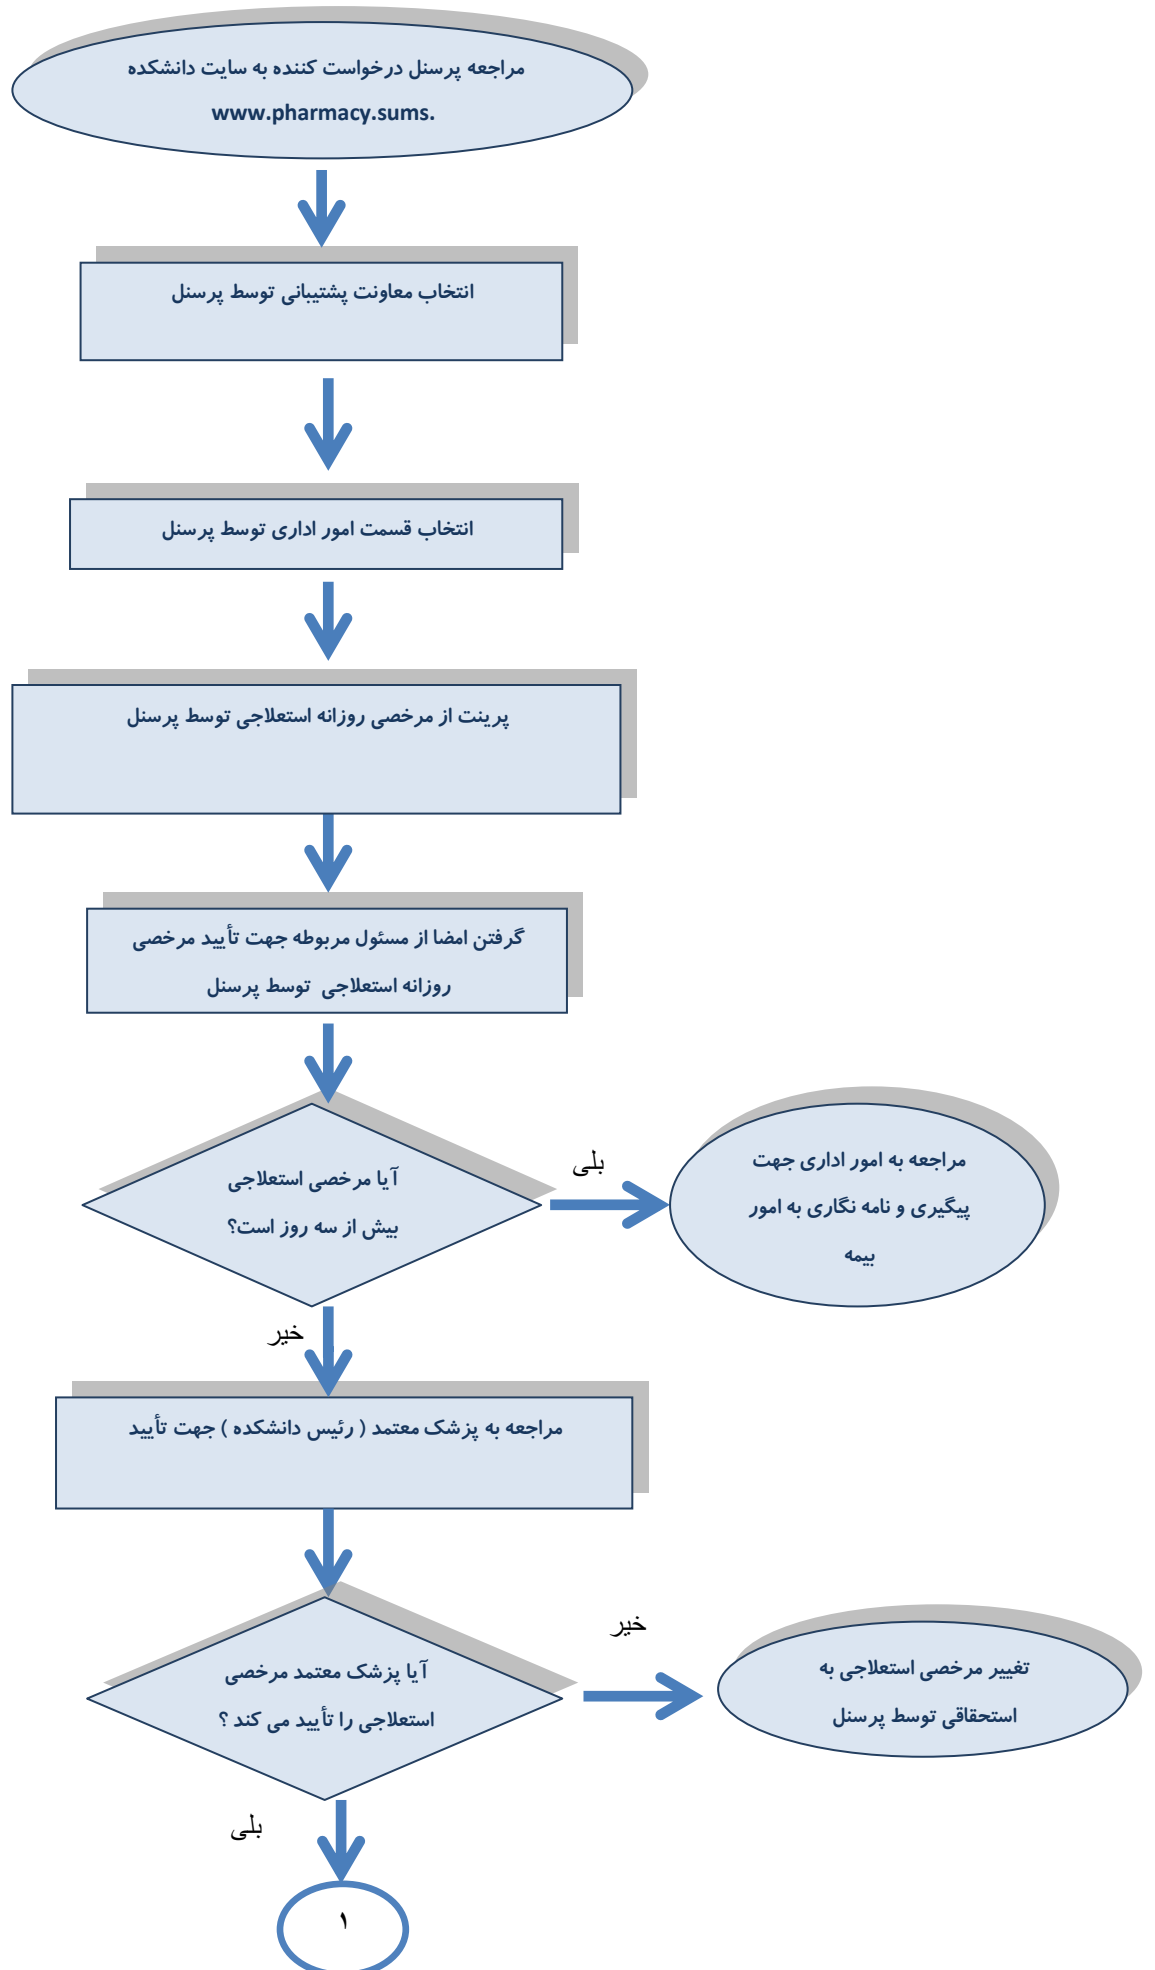 مراجعه پرسنل درخواست کننده به سایت دانشکده
www.pharmacy.sums.
انتخاب معاونت پشتیبانی توسط پرسنل
انتخاب قسمت امور اداری توسط پرسنل
پرینت از مرخصی روزانه استعلاجی توسط پرسنل
گرفتن امضا از مسئول مربوطه جهت تأیید مرخصی
روزانه استعلاجی توسط پرسنل
آیا مرخصی استعلاجی
بیش از سه روز است؟
بلی
مراجعه به امور اداری جهت
پیگیری و نامه نگاری به امور
بیمه
خیر
مراجعه به پزشک معتمد ( رئیس دانشکده ) جهت تأیید
آیا پزشک معتمد مرخصی
استعلاجی را تأیید می کند ؟
خیر
تغییر مرخصی استعلاجی به
استحقاقی توسط پرسنل
بلی
۱